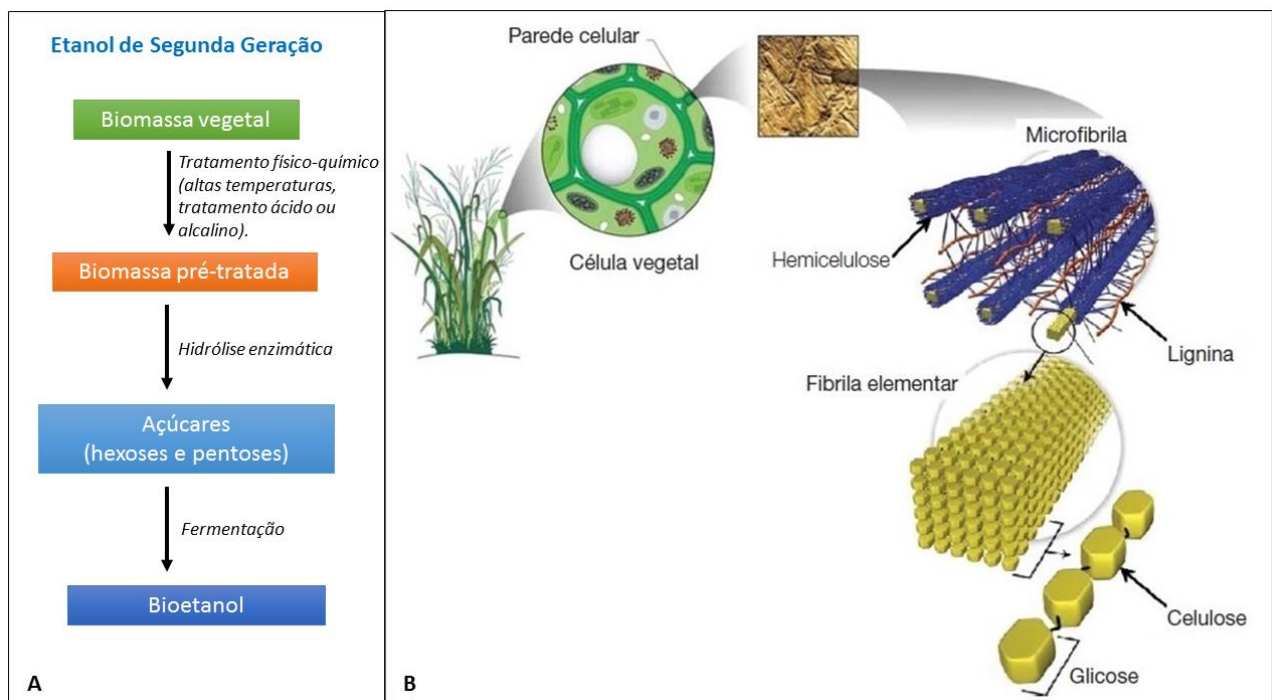 Etanol de Segunda Geração
Biomassa vegetal
Tratamento físico-químico
(altas temperaturas,
tratamento ácido ou
alcalino).
Biomassa pré-tratada
Hidrólise enzimática
Açúcares
(hexoses e pentoses)
Fermentação
Bioetanol
A
Parede celular
Célula vegetal
Microfibrila
Hemicelulose
Lignina
Fibrila elementar
Celulose
Glicose
B